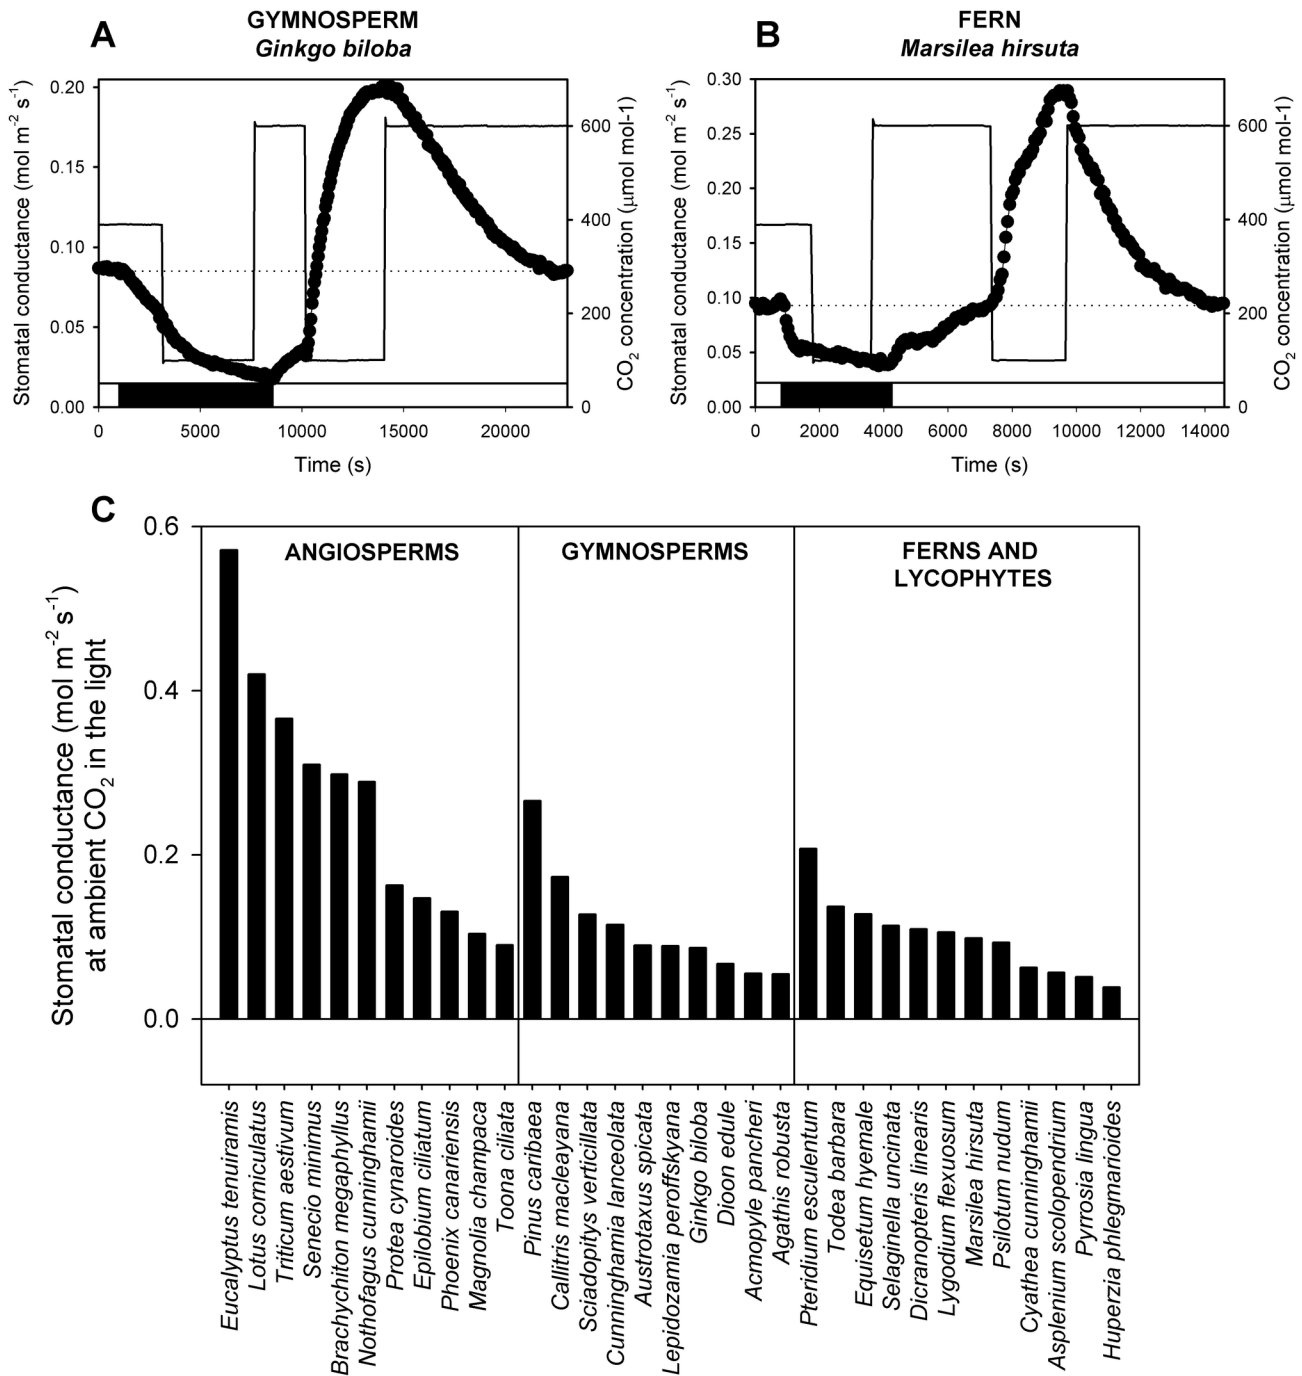 A
GYMNOSPERM
Ginkgo biloba
Stomatal conductance (mol m-2 s-1)
0.20
0.15
0.10
0.05
0.00
600
400
200
0
CO2 concentration (μmol mol-1)
0 5000 10000 15000 20000
Time (s)
B
FERN
Marsilea hirsuta
Stomatal conductance (mol m-2 s-1)
0.30
0.25
0.20
0.15
0.10
0.05
0.00
600
400
200
0
CO2 concentration (μmol mol-1)
0 2000 4000 6000 8000 10000 12000 14000
Time (s)
C
Stomatal conductance (mol m-2 s-1)
at ambient CO2 in the light
0.6
0.4
0.2
0.0
ANGIOSPERMS
GYMNOSPERMS
FERNS AND
LYCOPHYTES
Eucalyptus tenuiramis
Lotus corniculatus
Triticum aestivum
Senecio minimus
Brachychiton megaphyllus
Nothofagus cunninghamii
Protea cynaroides
Epilobium ciliatum
Phoenix canariensis
Magnolia champaca
Toona ciliata
Pinus caribaea
Callitris macleayana
Sciadopitys verticillata
Cunninghamia lanceolata
Austrotaxus spicata
Lepidozamia peroffskyana
Ginkgo biloba
Dioon edule
Acmopyle pancheri
Agathis robusta
Pteridium esculentum
Todea barbara
Equisetum hyemale
Selaginella uncinata
Dicranopteris linearis
Lygodium flexuosum
Marsilea hirsuta
Psilotum nudum
Cyathea cunninghamii
Asplenium scolopendrium
Pyrrosia lingua
Huperzia phlegmarioides